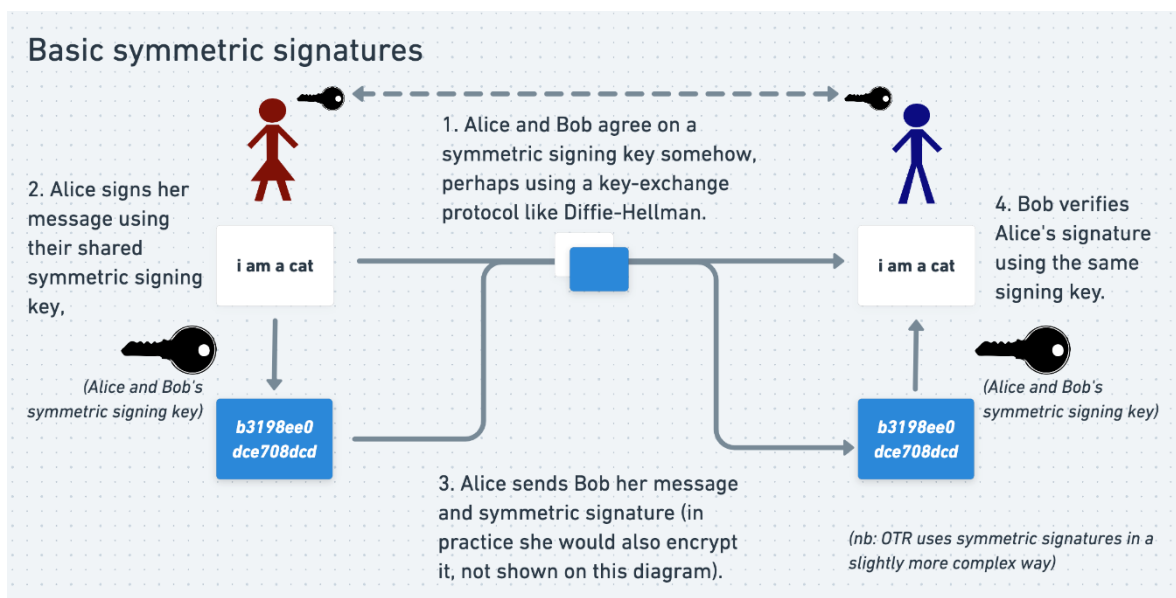 Basic symmetric signatures
1. Alice and Bob agree on a
symmetric signing key somehow,
perhaps using a key-exchange
protocol like Diffie-Hellman.
2. Alice signs her
message using
their shared
symmetric signing
key,
i am a cat
(Alice and Bob's
symmetric signing key)
b3198ee0
dce708dcd
3. Alice sends Bob her message
and symmetric signature (in
practice she would also encrypt
it, not shown on this diagram).
i am a cat
4. Bob verifies
Alice's signature
using the same
signing key.
(Alice and Bob's
symmetric signing key)
b3198ee0
dce708dcd
(nb: OTR uses symmetric signatures in a
slightly more complex way)